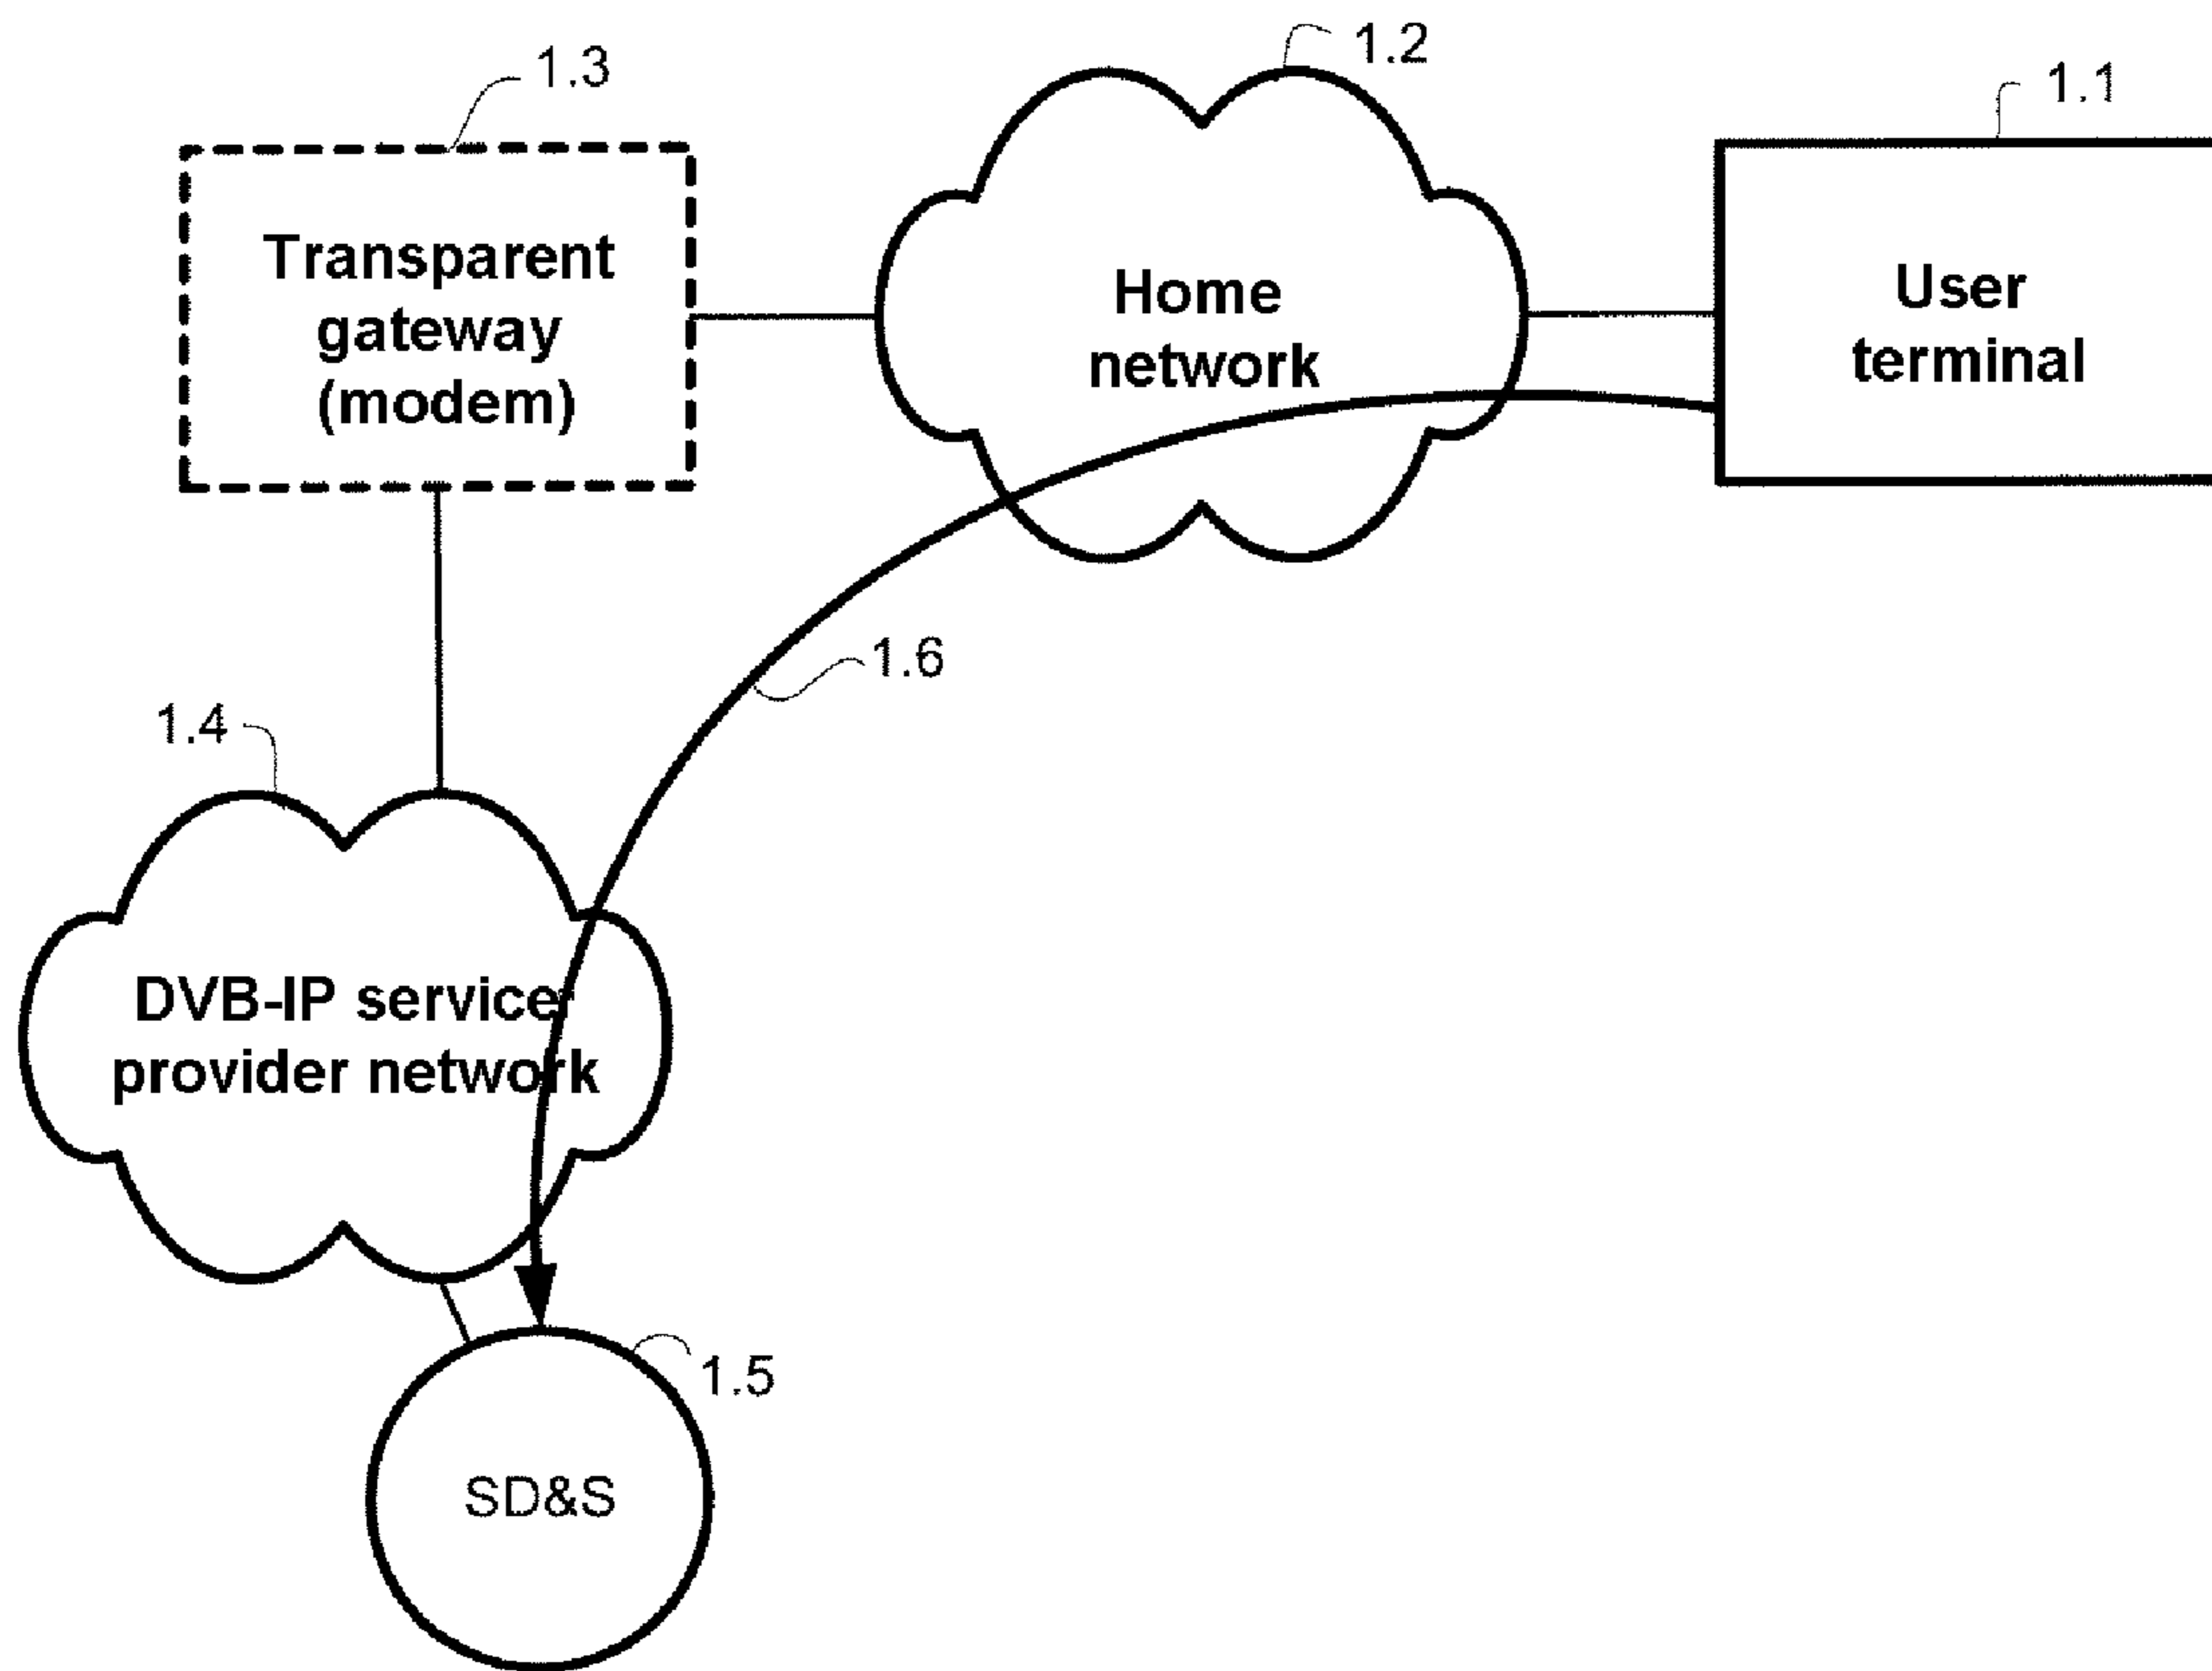 1.3
1.2
1.1
Transparent
gateway
(modem)
Home
network
User
terminal
1.6
1.4
DVB-IP service
provider network
1.5
SD&S